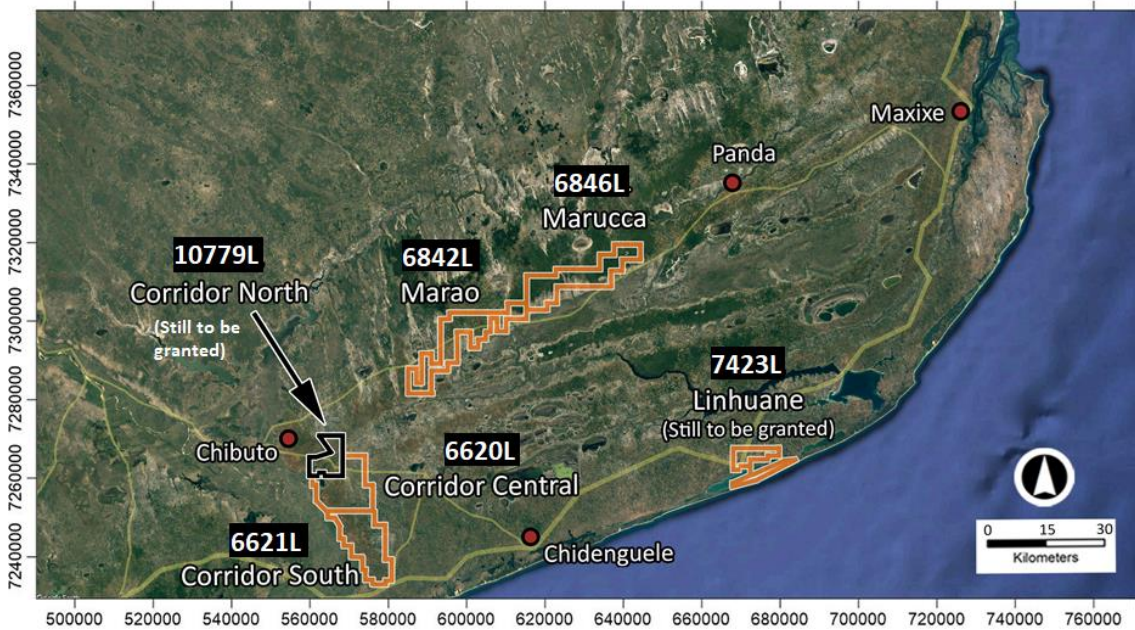 7360000
7340000
7320000
7300000
7280000
7260000
7240000
Maxixe
Panda
6846L
Marucca
10779L
Corridor North
(Still to be
granted)
6842L
Marao
7423L
Linhuane
(Still to be granted)
Chibuto
6620L
Corridor Central
6621L
Corridor South
Chidenguele
0 15 30
Kilometers
500000 520000 540000 560000 580000 600000 620000 640000 660000 680000 700000 720000 740000 760000